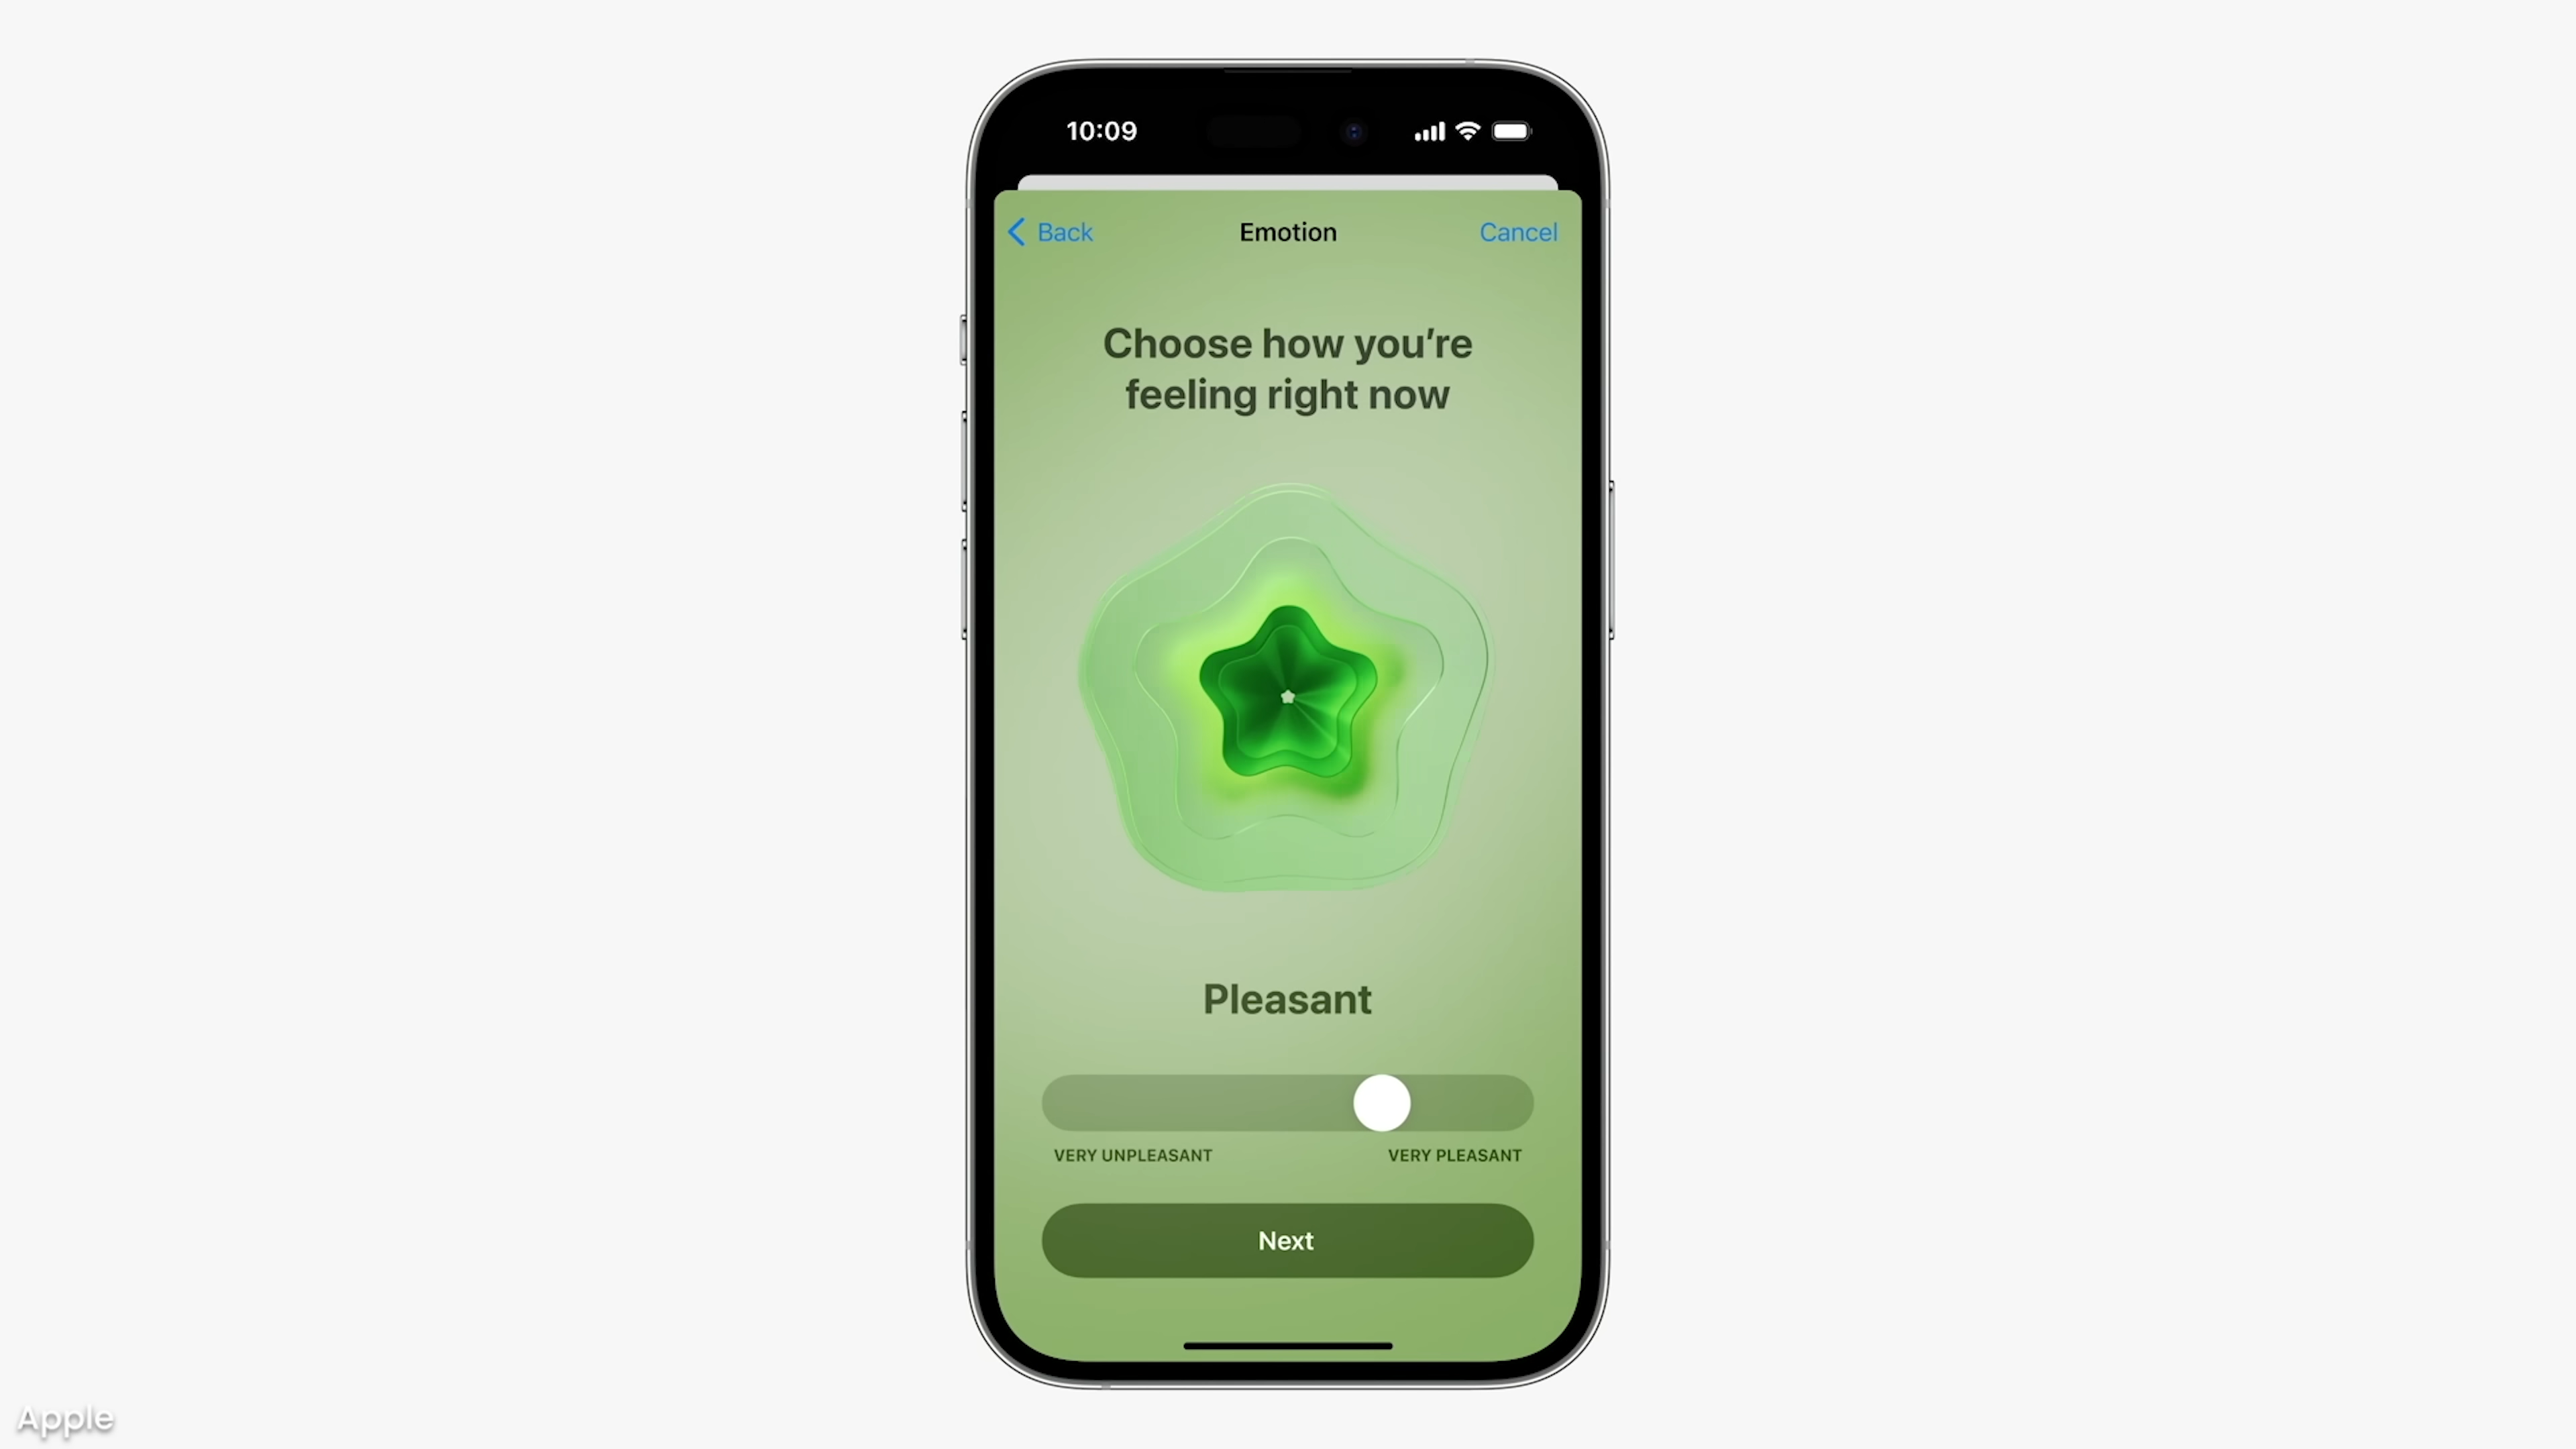 10:09
Back
Emotion
Cancel
Choose how you’re
feeling right now
Pleasant
VERY UNPLEASANT
VERY PLEASANT
Next
Apple